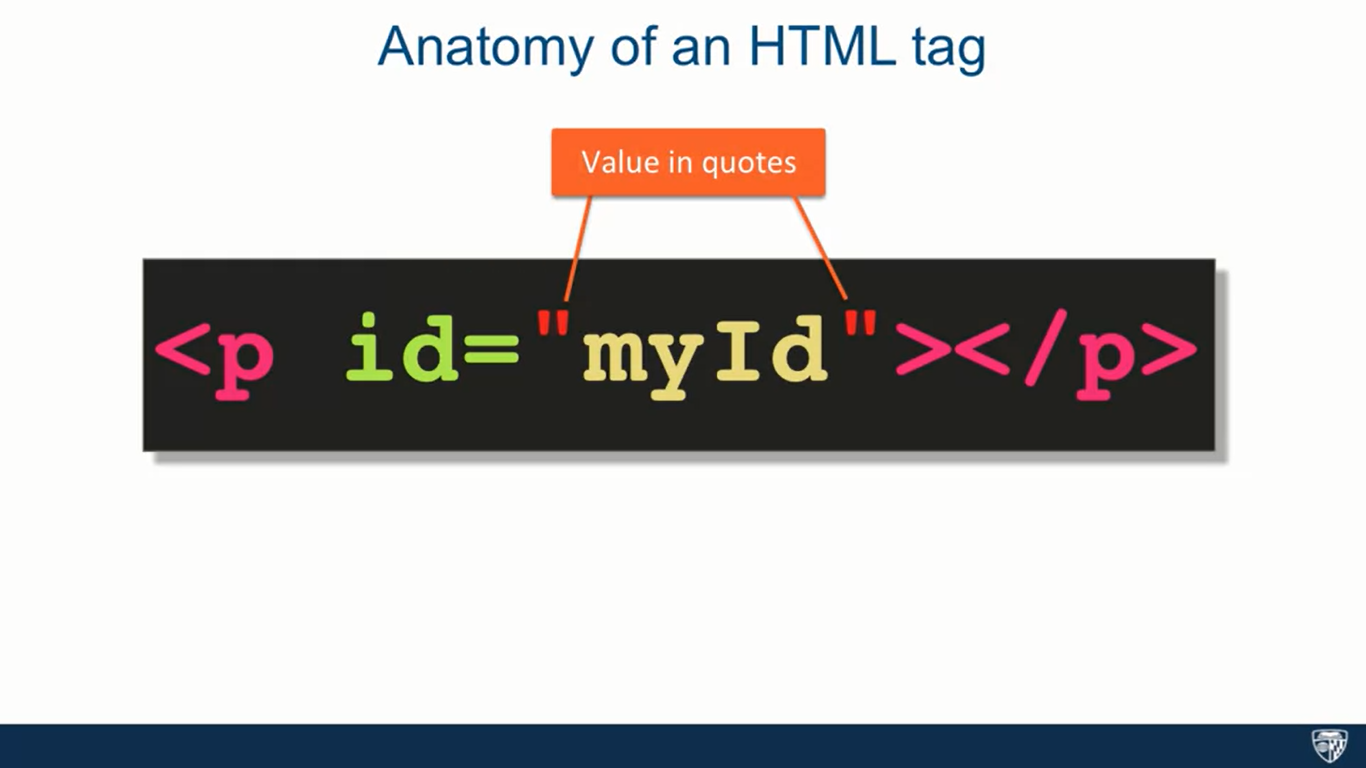 Anatomy of an HTML tag
Value in quotes
<p id="myId"></p>